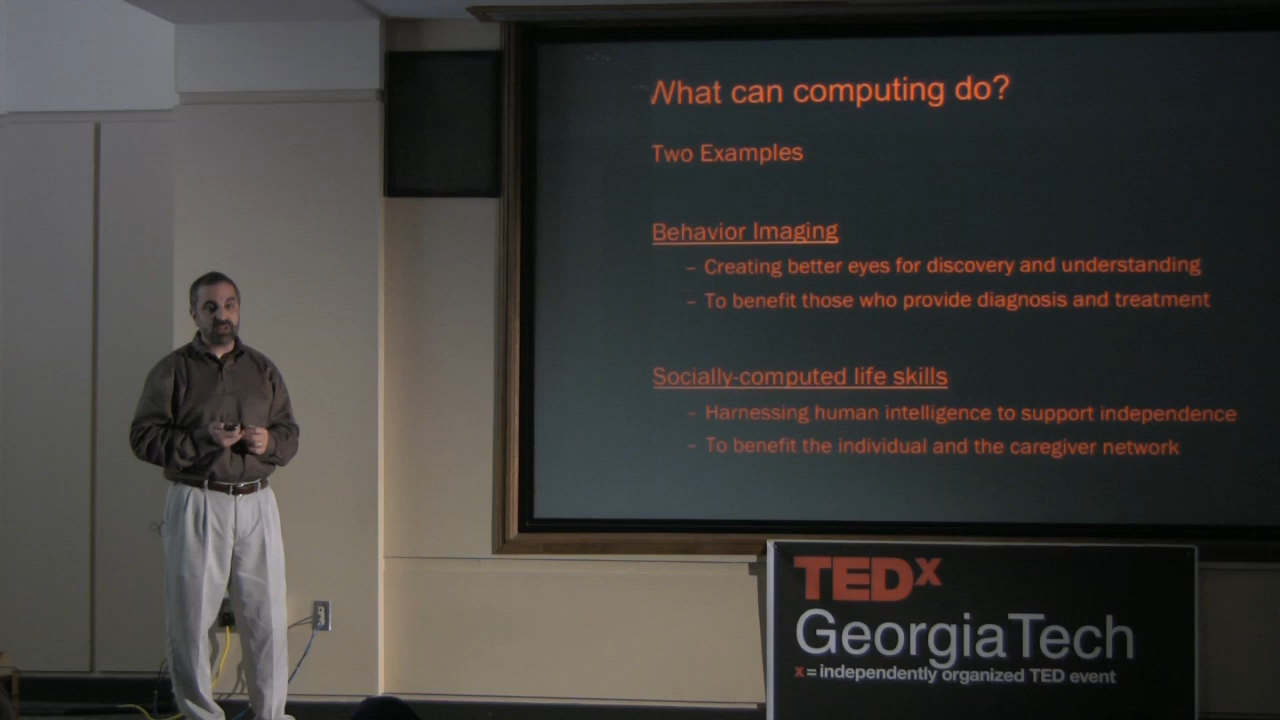 What can computing do?
Two Examples
Behavior Imaging
– Creating better eyes for discovery and understanding
– To benefit those who provide diagnosis and treatment
Socially-computed life skills
– Harnessing human intelligence to support independence
– To benefit the individual and the caregiver network
TEDx
GeorgiaTech
x = independently organized TED event